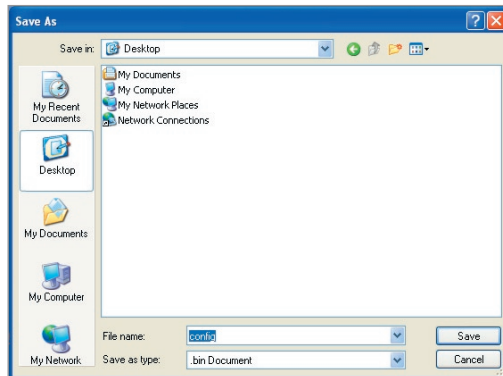 Save As
Save in:
Desktop
My Documents
My Computer
My Network Places
Network Connections
My Recent
Documents
Desktop
My Documents
My Computer
My Network
File name:
config
Save
Save as type:
.bin Document
Cancel